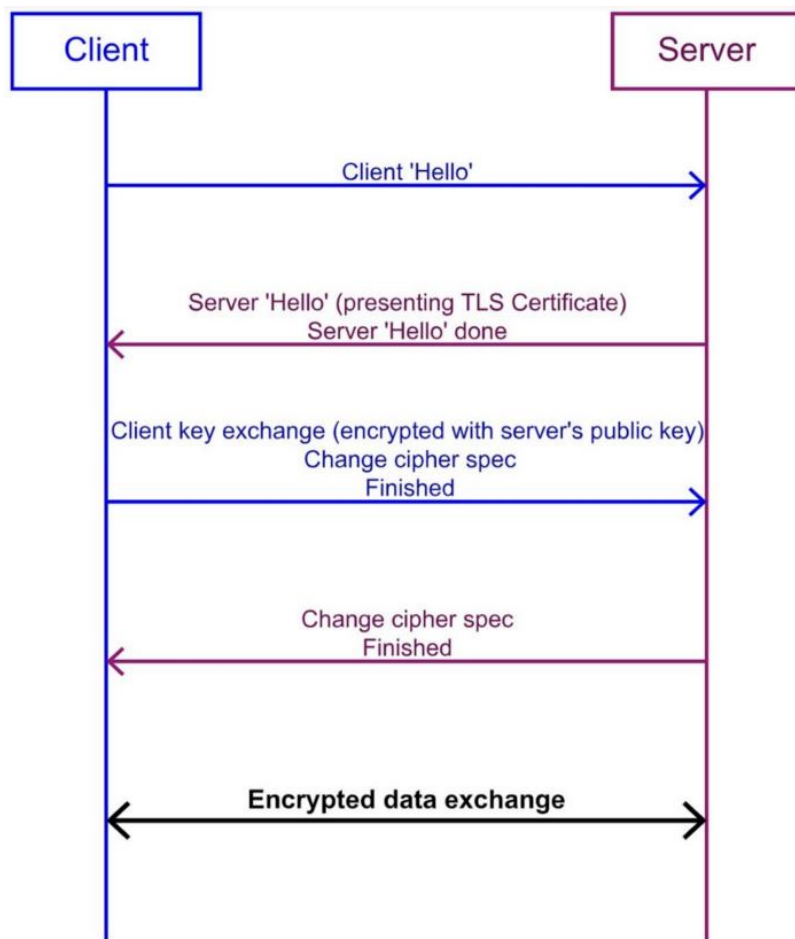 Client
Server
Client 'Hello'
Server 'Hello' (presenting TLS Certificate)
Server 'Hello' done
Client key exchange (encrypted with server's public key)
Change cipher spec
Finished
Change cipher spec
Finished
Encrypted data exchange